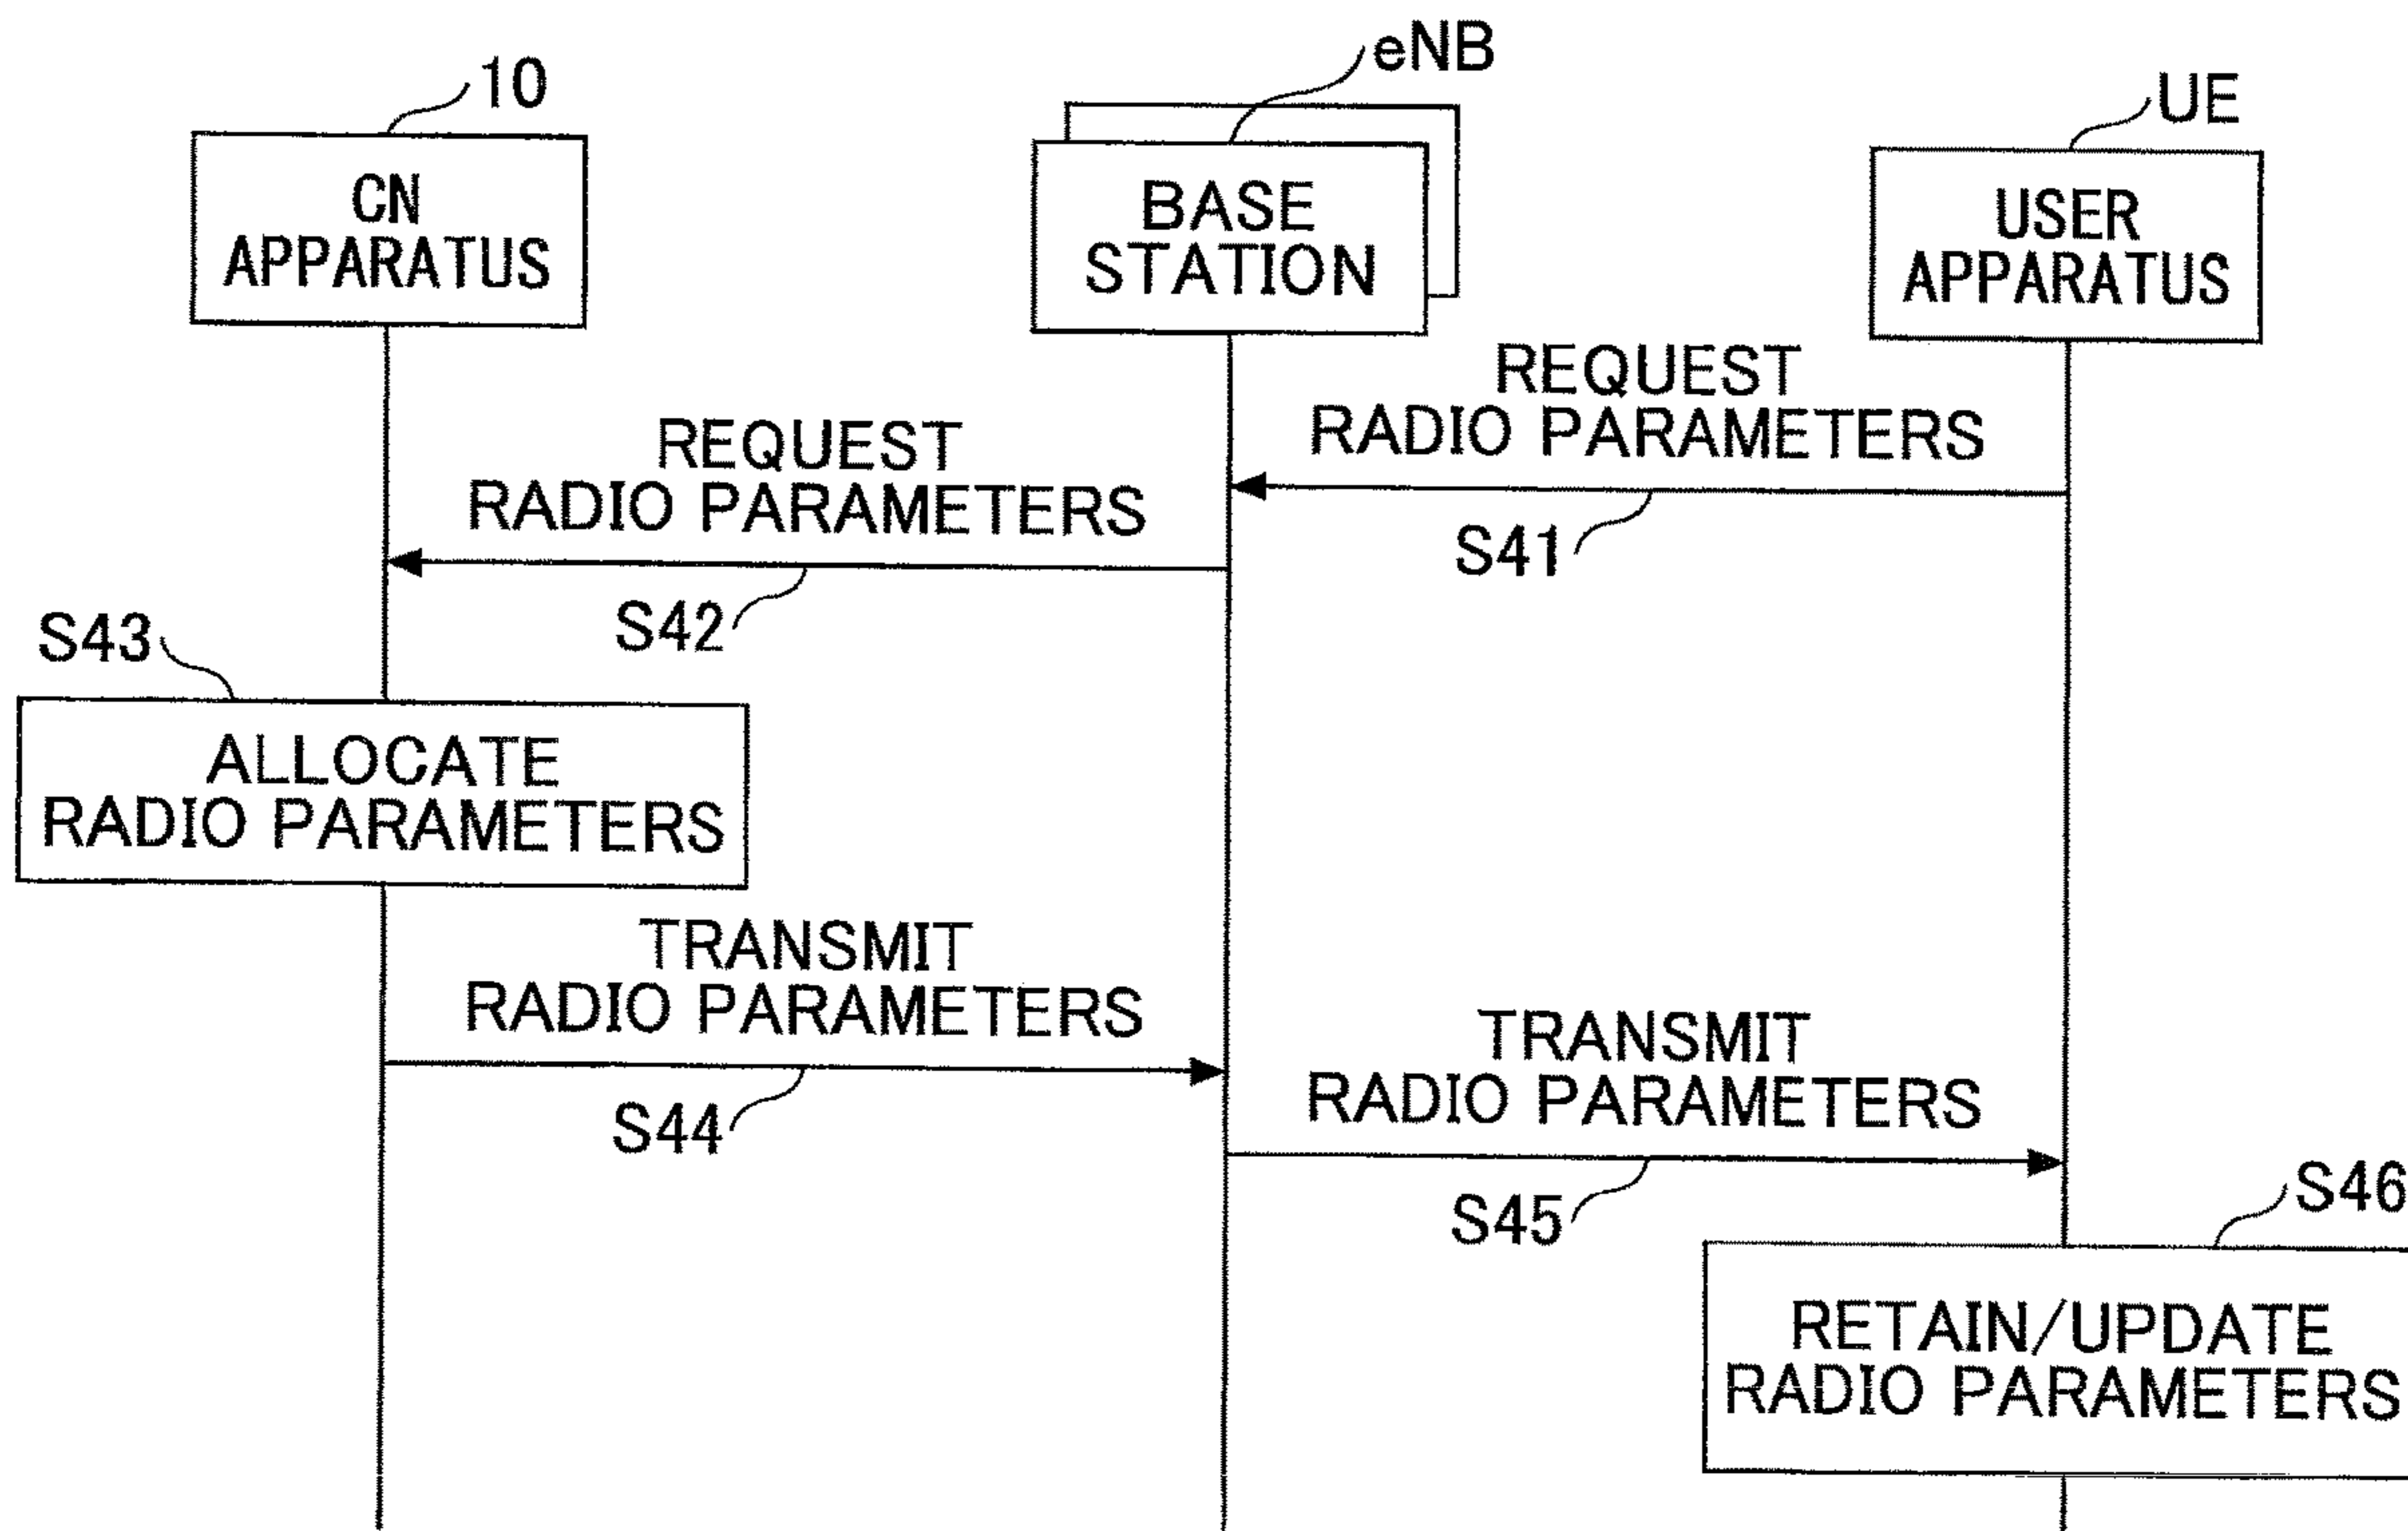 10
eNB
UE
CN
APPARATUS
BASE
STATION
USER
APPARATUS
REQUEST
RADIO PARAMETERS
S41
REQUEST
RADIO PARAMETERS
S42
S43
ALLOCATE
RADIO PARAMETERS
TRANSMIT
RADIO PARAMETERS
S44
TRANSMIT
RADIO PARAMETERS
S45
S46
RETAIN/UPDATE
RADIO PARAMETERS